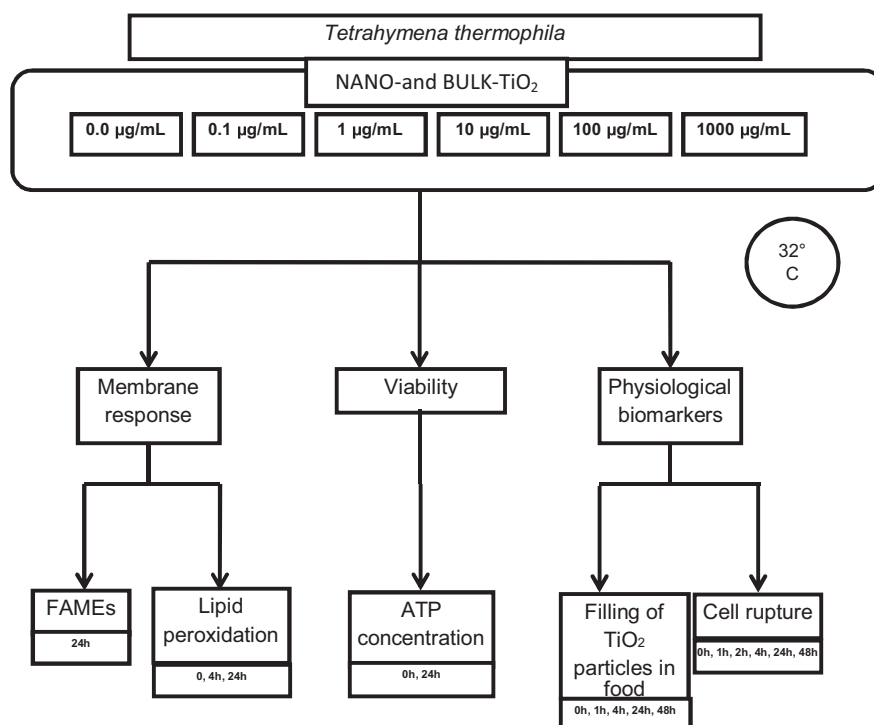 Tetrahymena thermophila
NANO-and BULK-TiO₂
0.0 µg/mL
0.1 µg/mL
1 µg/mL
10 µg/mL
100 µg/mL
1000 µg/mL
32°
C
Membrane
response
Viability
Physiological
biomarkers
FAMEs
24h
Lipid
peroxidation
0, 4h, 24h
ATP
concentration
0h, 24h
Filling of
TiO₂
particles in
food
0h, 1h, 4h, 24h, 48h
Cell rupture
0h, 1h, 2h, 4h, 24h, 48h